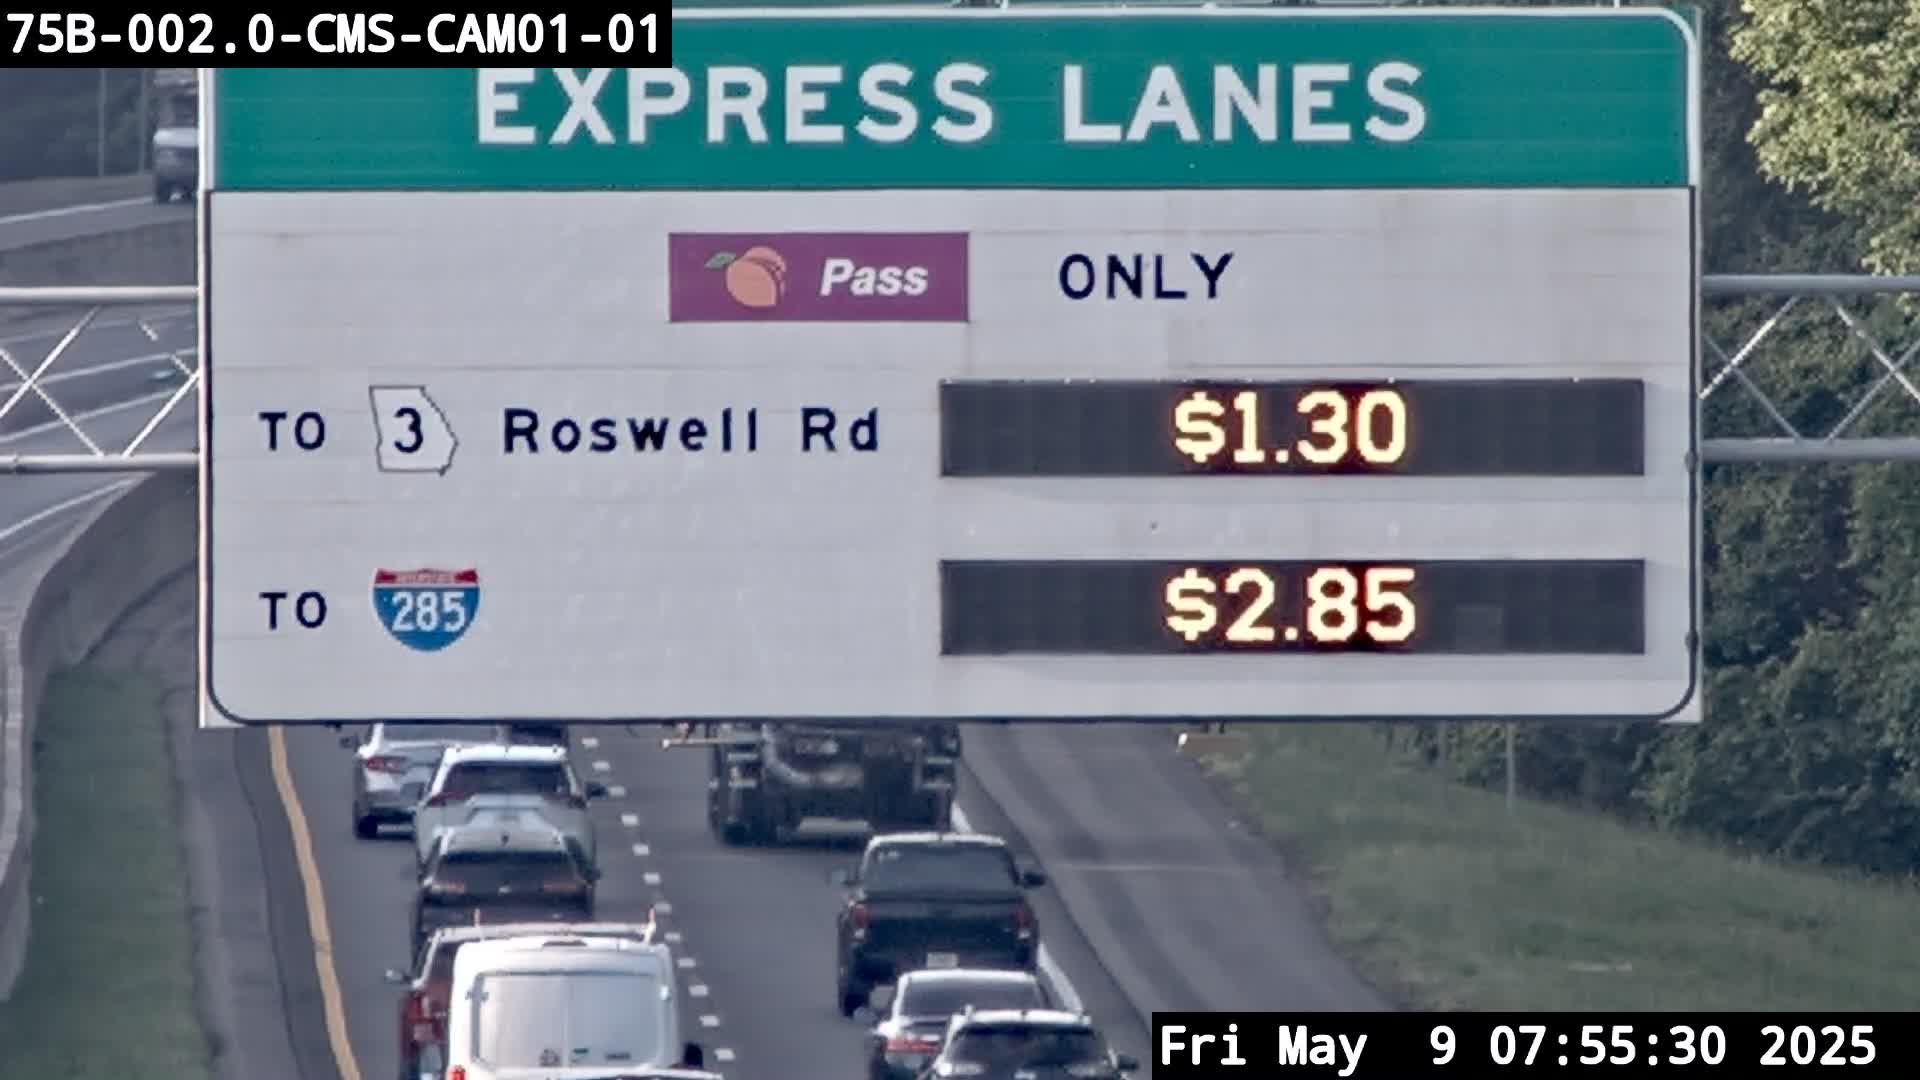 75B-002.0-CMS-CAM01-01
EXPRESS LANES
Pass ONLY
TO 3 Roswell Rd $1.30
INTERSTATE
TO 285 $2.85
Fri May 9 07:55:30 2025